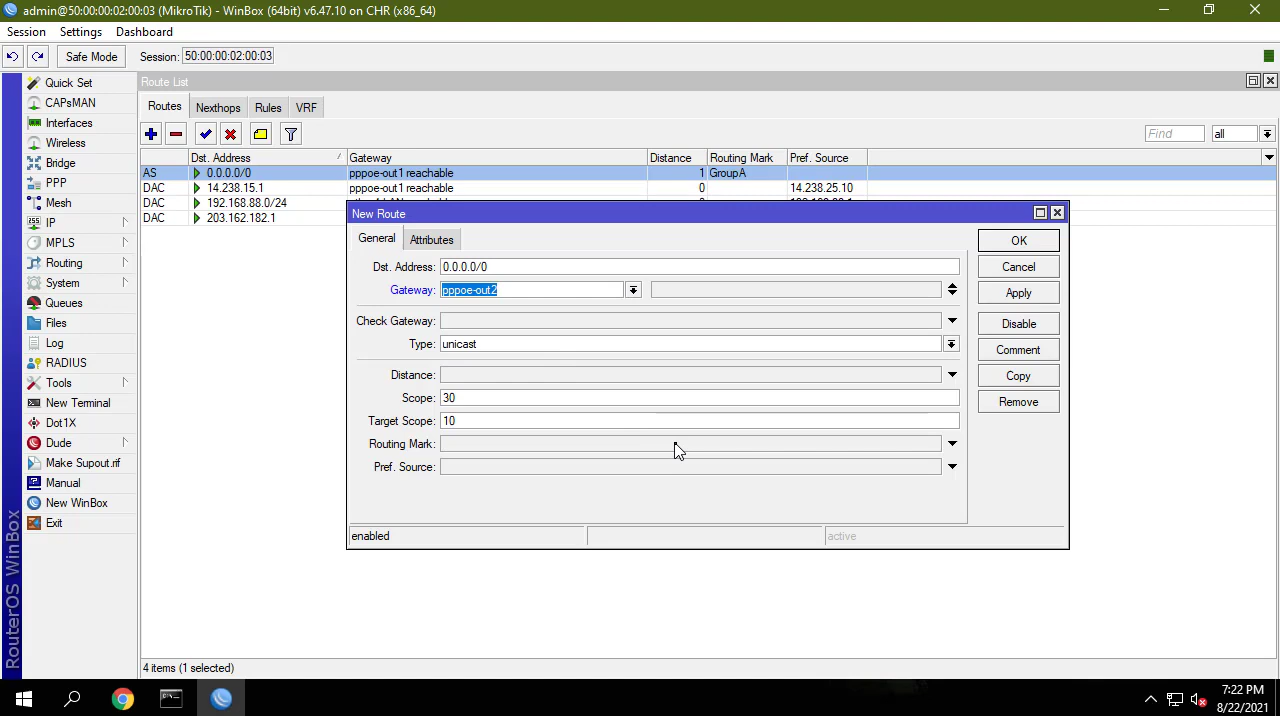 admin@50:00:00:02:00:03 (MikroTik) - WinBox (64bit) v6.47.10 on CHR (x86_64)
Session Settings Dashboard
Safe Mode Session: 50:00:00:02:00:03
Quick Set
CAPsMAN
Interfaces
Wireless
Bridge
PPP
Mesh
IP
MPLS
Routing
System
Queues
Files
Log
RADIUS
Tools
New Terminal
Dot1X
Dude
Make Supout.rif
Manual
New WinBox
Exit
RouterOS WinBox
Route List
Routes Nexthops Rules VRF
Find all
Dst. Address Gateway Distance Routing Mark Pref. Source
AS 0.0.0.0/0 pppoe-out1 reachable 1 GroupA
DAC 14.238.15.1 pppoe-out1 reachable 0 14.238.25.10
DAC 192.168.88.0/24
DAC 203.162.182.1
New Route
General Attributes
Dst. Address: 0.0.0.0/0
Gateway: pppoe-out2
Check Gateway:
Type: unicast
Distance:
Scope: 30
Target Scope: 10
Routing Mark:
Pref. Source:
OK
Cancel
Apply
Disable
Comment
Copy
Remove
enabled active
4 items (1 selected)
7:22 PM
8/22/2021